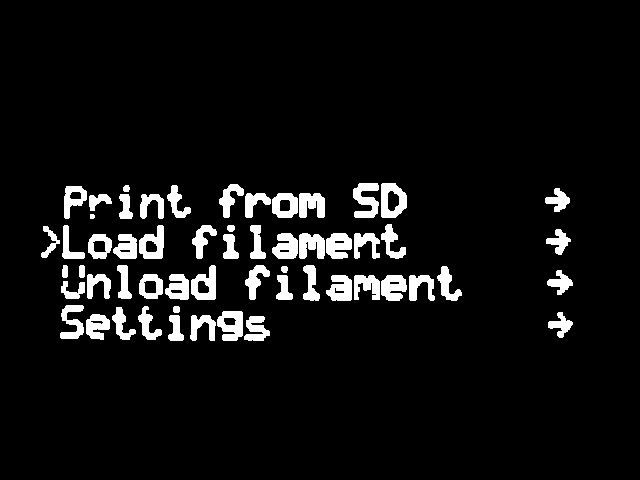 Print from SD →
>Load filament →
Unload filament →
Settings →